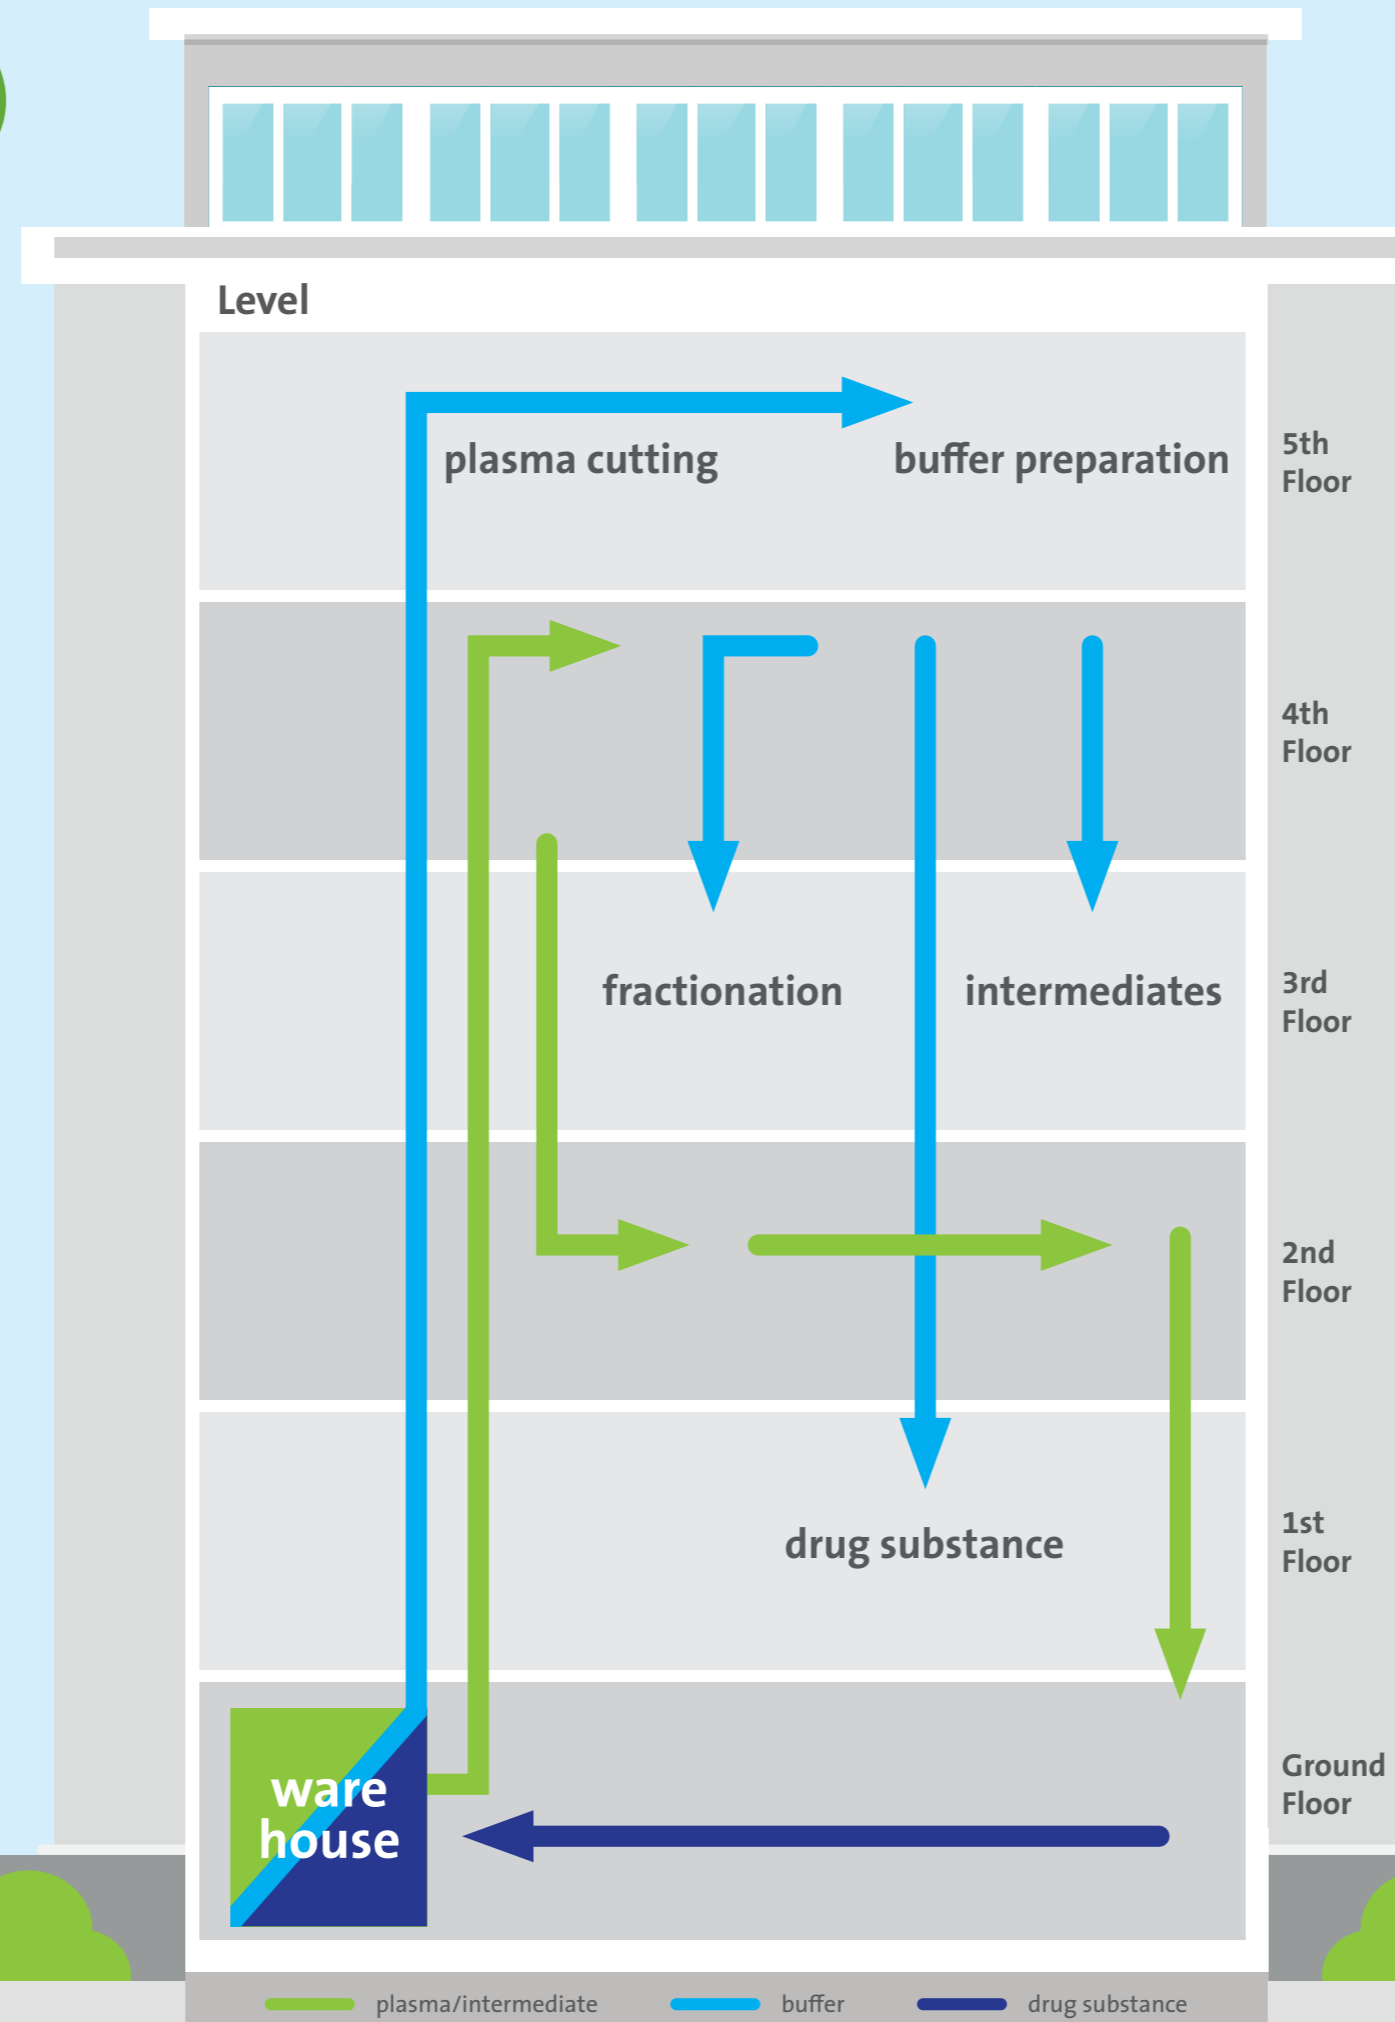 Level
plasma cutting
buffer preparation
5th
Floor
4th
Floor
fractionation
intermediates
3rd
Floor
2nd
Floor
drug substance
1st
Floor
ware
house
Ground
Floor
plasma/intermediate
buffer
drug substance